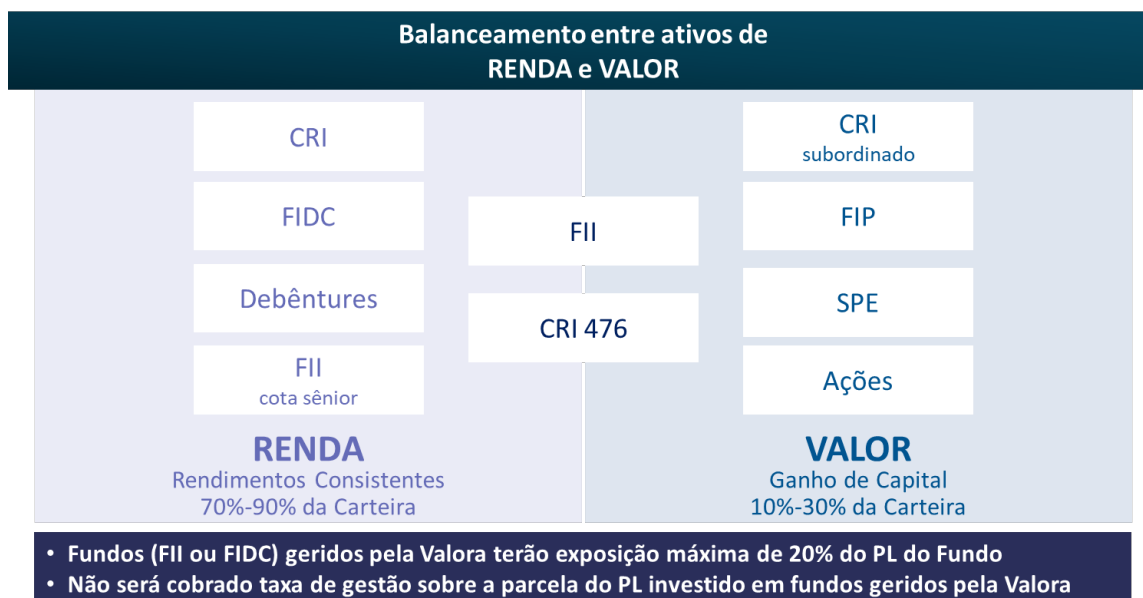 Balanceamento entre ativos de
RENDA e VALOR
CRI
FIDC
Debêntures
FII
cota sênior
RENDA
Rendimentos Consistentes
70%-90% da Carteira
FII
CRI 476
CRI
subordinado
FIP
SPE
Ações
VALOR
Ganho de Capital
10%-30% da Carteira
• Fundos (FII ou FIDC) geridos pela Valora terão exposição máxima de 20% do PL do Fundo
• Não será cobrado taxa de gestão sobre a parcela do PL investido em fundos geridos pela Valora